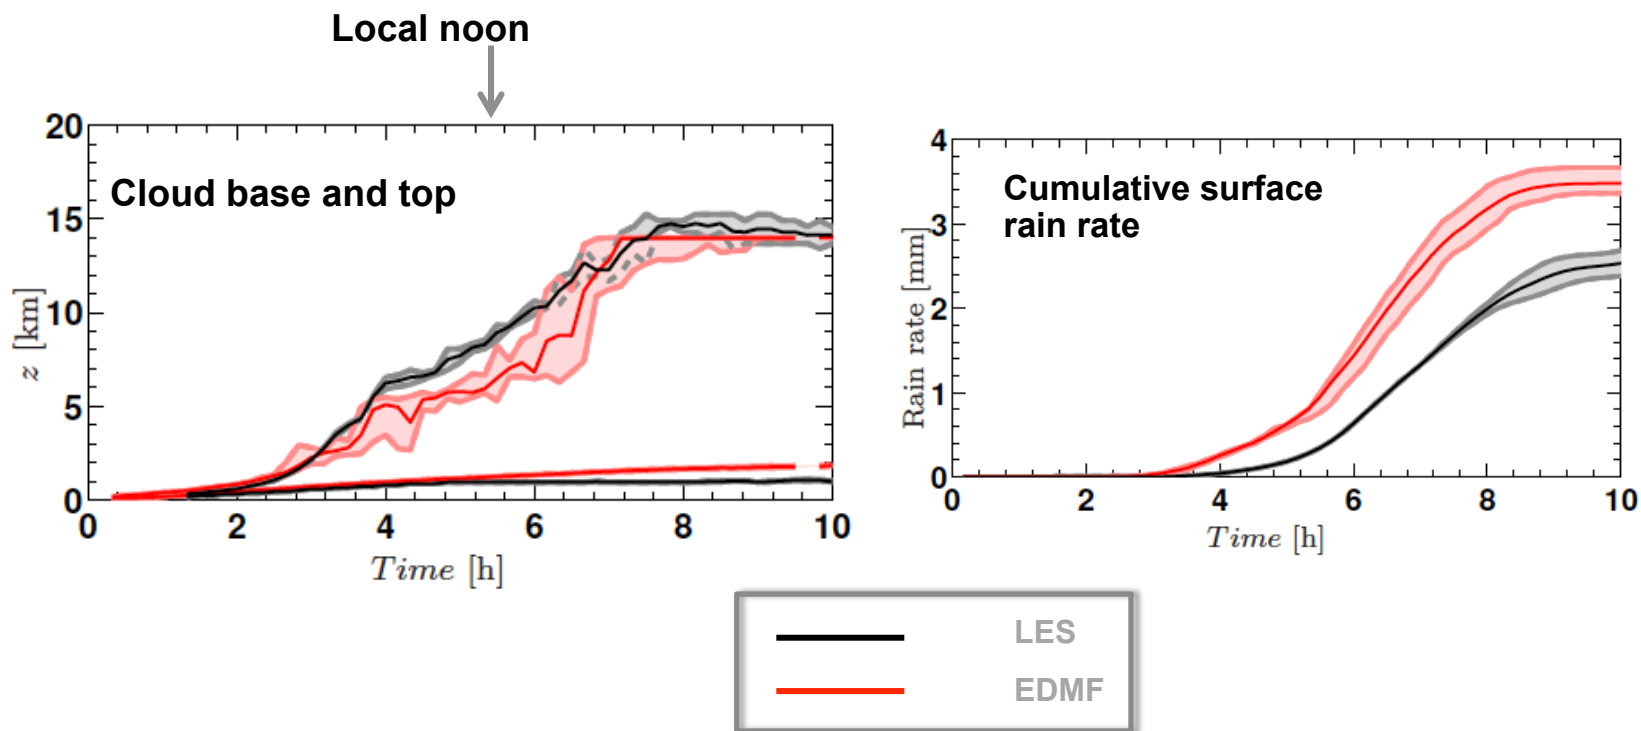 Local noon
20
15
10
5
0
z [km]
Cloud base and top
0 2 4 6 8 10
Time [h]
4
3
2
1
0
Rain rate [mm]
Cumulative surface
rain rate
0 2 4 6 8 10
Time [h]
LES
EDMF